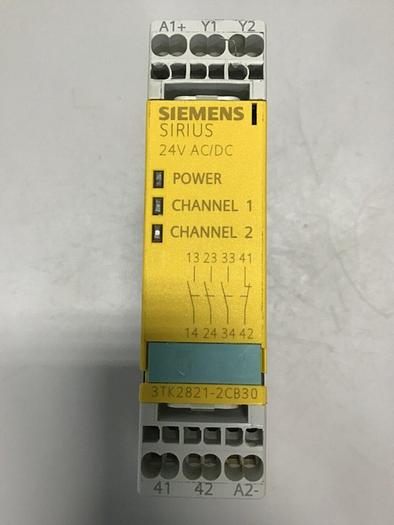 A1+ Y1 Y2
SIEMENS
SIRIUS
24V AC/DC
POWER
CHANNEL 1
CHANNEL 2
13 23 33 41
14 24 34 42
3TK2821-2CB30
41 42 A2-